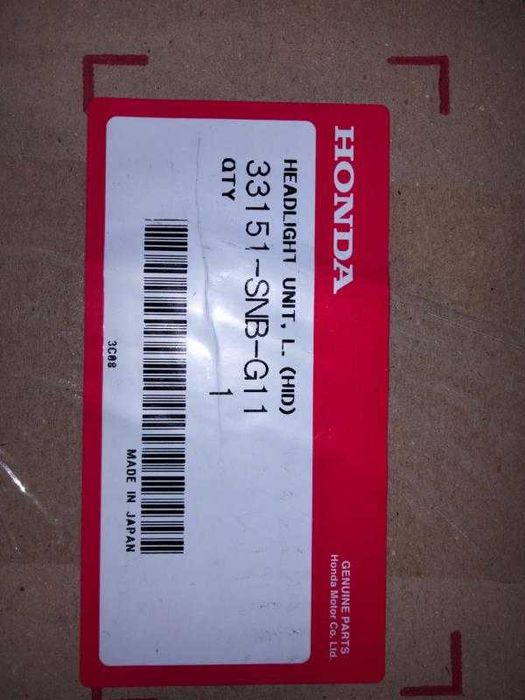 HONDA
HEADLIGHT UNIT, L. (HID)
33151-SNB-G11
QTY 1
3C08
MADE IN JAPAN
GENUINE PARTS
Honda Motor Co. Ltd.